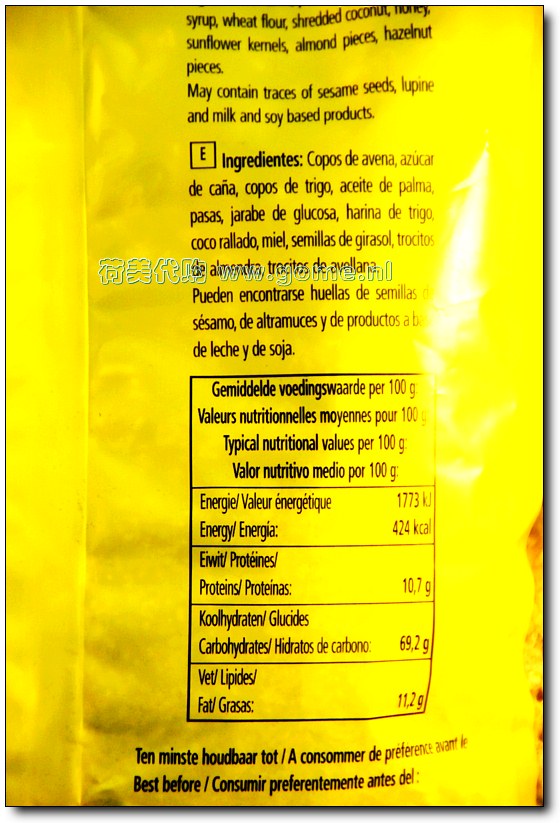 syrup, wheat flour, shredded coconut, honey,
sunflower kernels, almond pieces, hazelnut
pieces.
May contain traces of sesame seeds, lupine
and milk and soy based products.
E Ingredientes: Copos de avena, azúcar
de caña, copos de trigo, aceite de palma,
pasas, jarabe de glucosa, harina de trigo,
coco rallado, miel, semillas de girasol, trocitos
de almendra, trocitos de avellana.
荷美代购 www.gome.nl
Pueden encontrarse huellas de semillas d
sésamo, de altramuces y de productos a ba
de leche y de soja.
Gemiddelde voedingswaarde per 100 g:
Valeurs nutritionnelles moyennes pour 100 g:
Typical nutritional values per 100 g:
Valor nutritivo medio por 100 g:
Energie/ Valeur énergétique 1773 kJ
Energy/ Energía: 424 kcal
Eiwit/ Protéines/
Proteins/ Proteínas: 10,7 g
Koolhydraten/ Glucides
Carbohydrates/ Hidratos de carbono: 69,2 g
Vet/ Lipides/
Fat/ Grasas: 11,2 g
Ten minste houdbaar tot / A consommer de préférence avant le
Best before / Consumir preferentemente antes del :